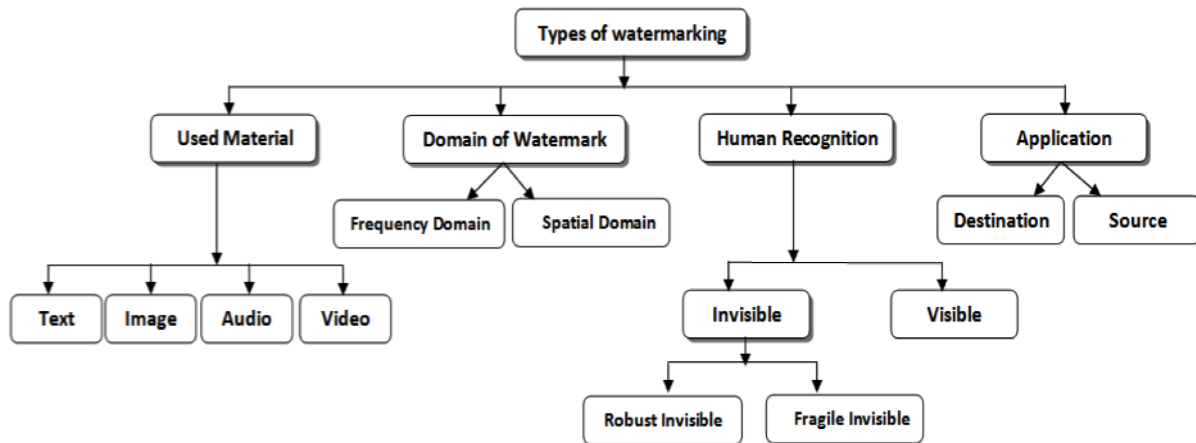 Types of watermarking
Used Material
Domain of Watermark
Human Recognition
Application
Frequency Domain
Spatial Domain
Destination
Source
Text
Image
Audio
Video
Invisible
Visible
Robust Invisible
Fragile Invisible